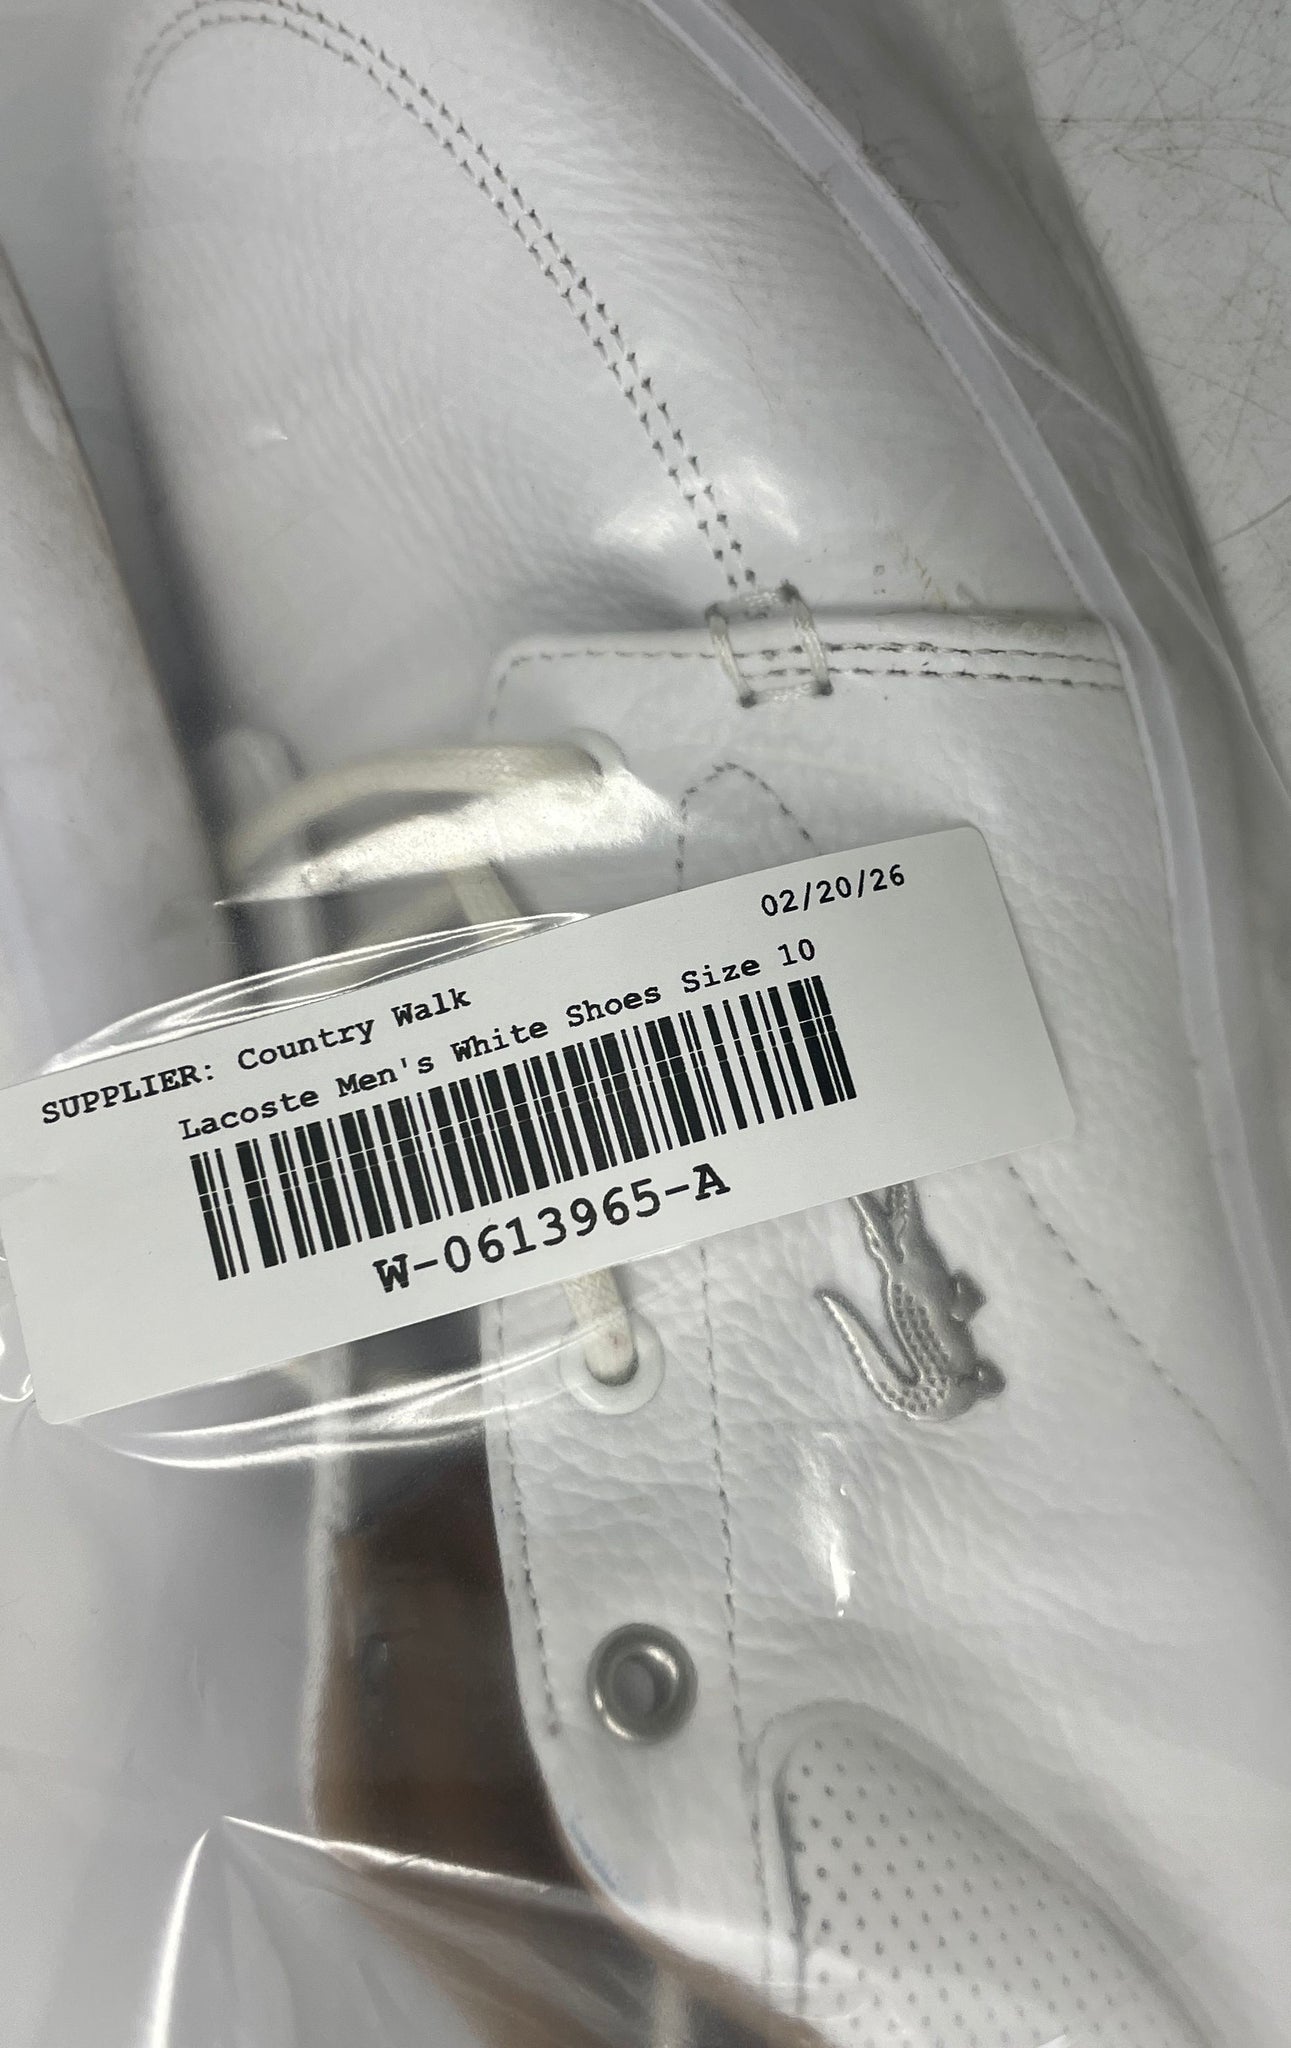 02/20/26
SUPPLIER: Country Walk
Lacoste Men's White Shoes Size 10
W-0613965-A